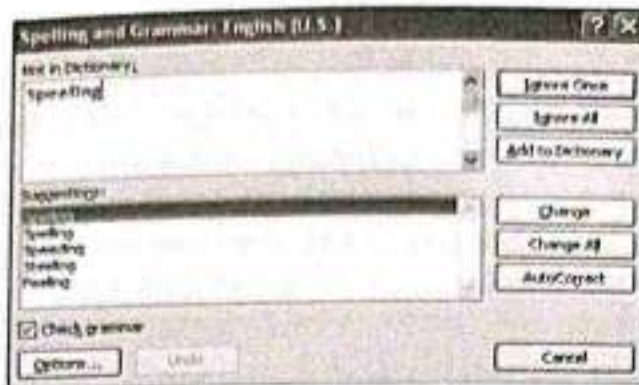 Spelling and Grammar: English (U.S.)
Not in Dictionary:
Ignore Once
Ignore All
Add to Dictionary
Suggestions:
Spelling
Speeding
Steeling
Peeling
Change
Change All
AutoCorrect
Check grammar
Options...
Undo
Cancel